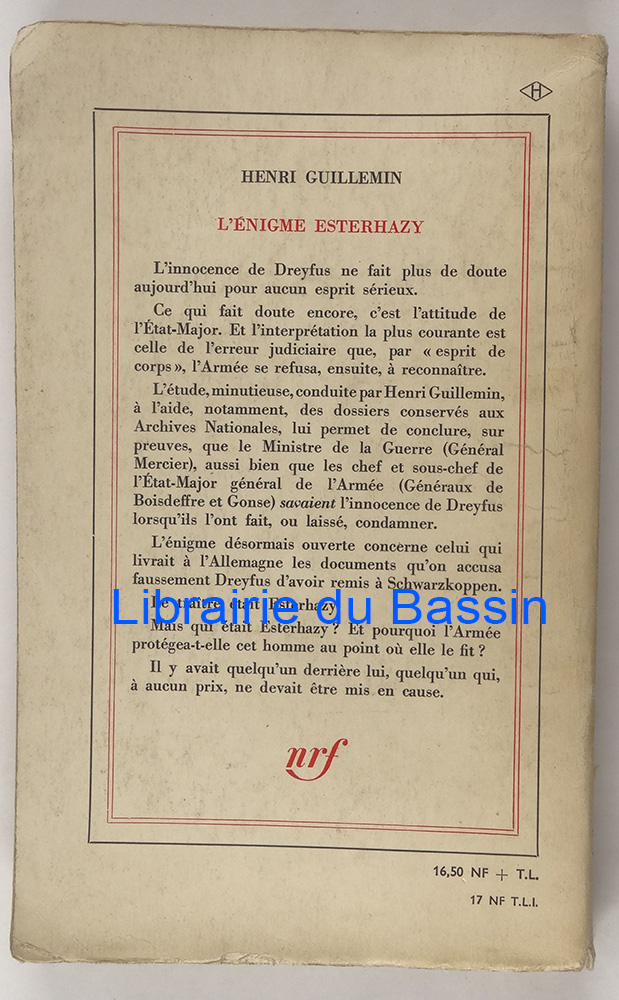 H
HENRI GUILLEMIN
L'ÉNIGME ESTERHAZY
L'innocence de Dreyfus ne fait plus de doute
aujourd'hui pour aucun esprit sérieux.
Ce qui fait doute encore, c'est l'attitude de
l'État-Major. Et l'interprétation la plus courante est
celle de l'erreur judiciaire que, par « esprit de
corps », l'Armée se refusa, ensuite, à reconnaître.
L'étude, minutieuse, conduite par Henri Guillemin,
à l'aide, notamment, des dossiers conservés aux
Archives Nationales, lui permet de conclure, sur
preuves, que le Ministre de la Guerre (Général
Mercier), aussi bien que les chef et sous-chef de
l'État-Major général de l'Armée (Généraux de
Boisdeffre et Gonse) savaient l'innocence de Dreyfus
lorsqu'ils l'ont fait, ou laissé, condamner.
L'énigme désormais ouverte concerne celui qui
livrait à l'Allemagne les documents qu'on accusa
faussement Dreyfus d'avoir remis à Schwarzkoppen.
Le traître était Esterhazy
Librairie du Bassin
Mais qui était Esterhazy ? Et pourquoi l'Armée
protégea-t-elle cet homme au point où elle le fit ?
Il y avait quelqu'un derrière lui, quelqu'un qui,
à aucun prix, ne devait être mis en cause.
nrf
16,50 NF + T.L.
17 NF T.L.I.